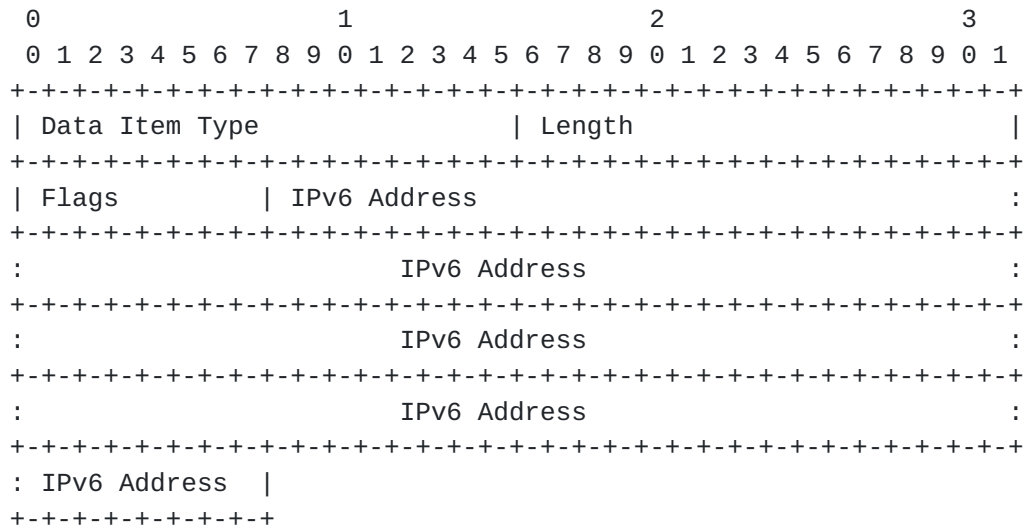 0                   1                   2                   3
 0 1 2 3 4 5 6 7 8 9 0 1 2 3 4 5 6 7 8 9 0 1 2 3 4 5 6 7 8 9 0 1
+-+-+-+-+-+-+-+-+-+-+-+-+-+-+-+-+-+-+-+-+-+-+-+-+-+-+-+-+-+-+-+-+
| Data Item Type                | Length                        |
+-+-+-+-+-+-+-+-+-+-+-+-+-+-+-+-+-+-+-+-+-+-+-+-+-+-+-+-+-+-+-+-+
| Flags         | IPv6 Address                                  :
+-+-+-+-+-+-+-+-+-+-+-+-+-+-+-+-+-+-+-+-+-+-+-+-+-+-+-+-+-+-+-+-+
:                        IPv6 Address                           :
+-+-+-+-+-+-+-+-+-+-+-+-+-+-+-+-+-+-+-+-+-+-+-+-+-+-+-+-+-+-+-+-+
:                        IPv6 Address                           :
+-+-+-+-+-+-+-+-+-+-+-+-+-+-+-+-+-+-+-+-+-+-+-+-+-+-+-+-+-+-+-+-+
:                        IPv6 Address                           :
+-+-+-+-+-+-+-+-+-+-+-+-+-+-+-+-+-+-+-+-+-+-+-+-+-+-+-+-+-+-+-+-+
: IPv6 Address  |
+-+-+-+-+-+-+-+-+